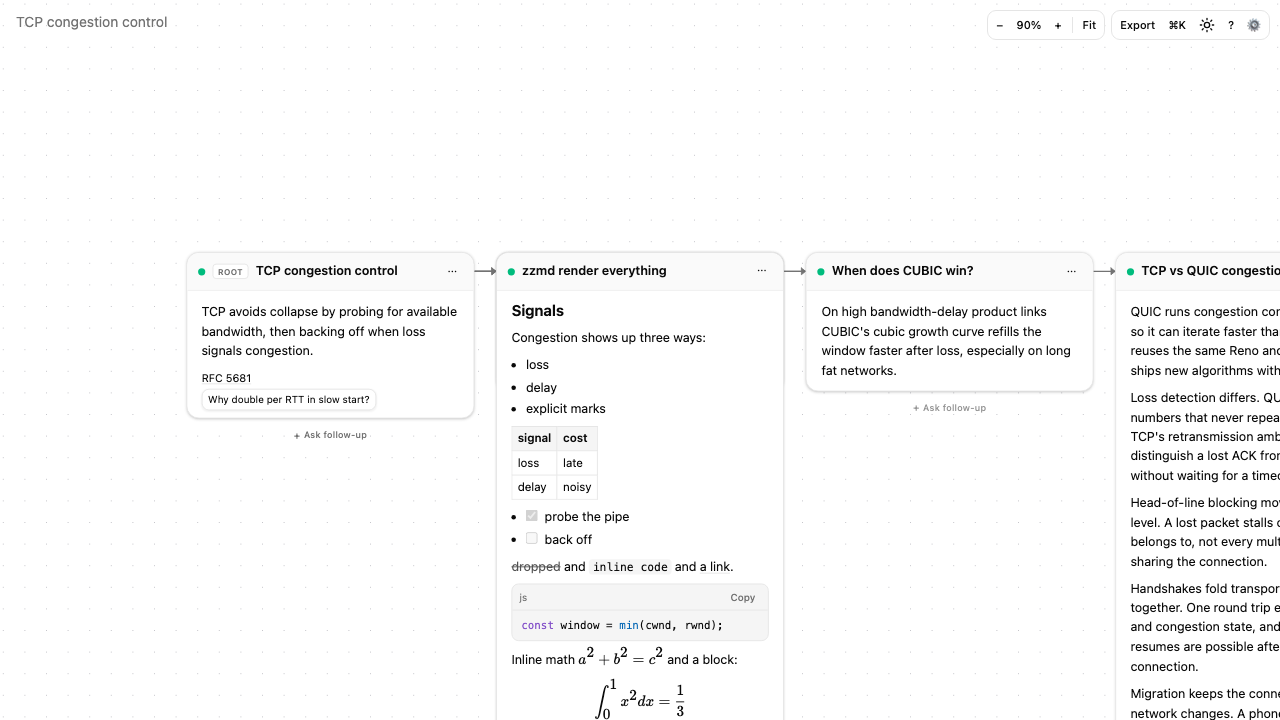 TCP congestion control
− 90% + Fit
Export ⌘K ?
ROOT TCP congestion control ...
TCP avoids collapse by probing for available
bandwidth, then backing off when loss
signals congestion.
RFC 5681
Why double per RTT in slow start?
+ Ask follow-up
zzmd render everything ...
Signals
Congestion shows up three ways:
• loss
• delay
• explicit marks
signal cost
loss late
delay noisy
• probe the pipe
• back off
dropped and inline code and a link.
js Copy
const window = min(cwnd, rwnd);
Inline math a² + b² = c² and a block:
∫₀¹ x²dx = 1/3
When does CUBIC win? ...
On high bandwidth-delay product links
CUBIC's cubic growth curve refills the
window faster after loss, especially on long
fat networks.
+ Ask follow-up
TCP vs QUIC congestio
QUIC runs congestion con
so it can iterate faster tha
reuses the same Reno and
ships new algorithms with
Loss detection differs. QU
numbers that never repea
TCP's retransmission amb
distinguish a lost ACK fror
without waiting for a timeo
Head-of-line blocking mov
level. A lost packet stalls o
belongs to, not every mult
sharing the connection.
Handshakes fold transpor
together. One round trip e
and congestion state, and
resumes are possible afte
connection.
Migration keeps the conne
network changes. A phone